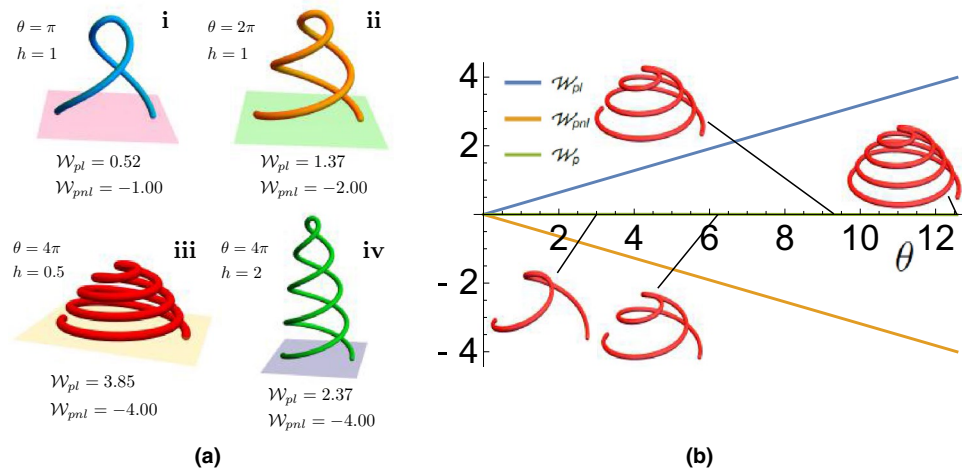 i
θ = π
h = 1
𝒲pl = 0.52
𝒲pnl = −1.00
ii
θ = 2π
h = 1
𝒲pl = 1.37
𝒲pnl = −2.00
iii
θ = 4π
h = 0.5
𝒲pl = 3.85
𝒲pnl = −4.00
iv
θ = 4π
h = 2
𝒲pl = 2.37
𝒲pnl = −4.00
(a)
4
2
- 2
- 4
𝒲pl
𝒲pnl
𝒲p
2 4 6 8 10 12
θ
(b)